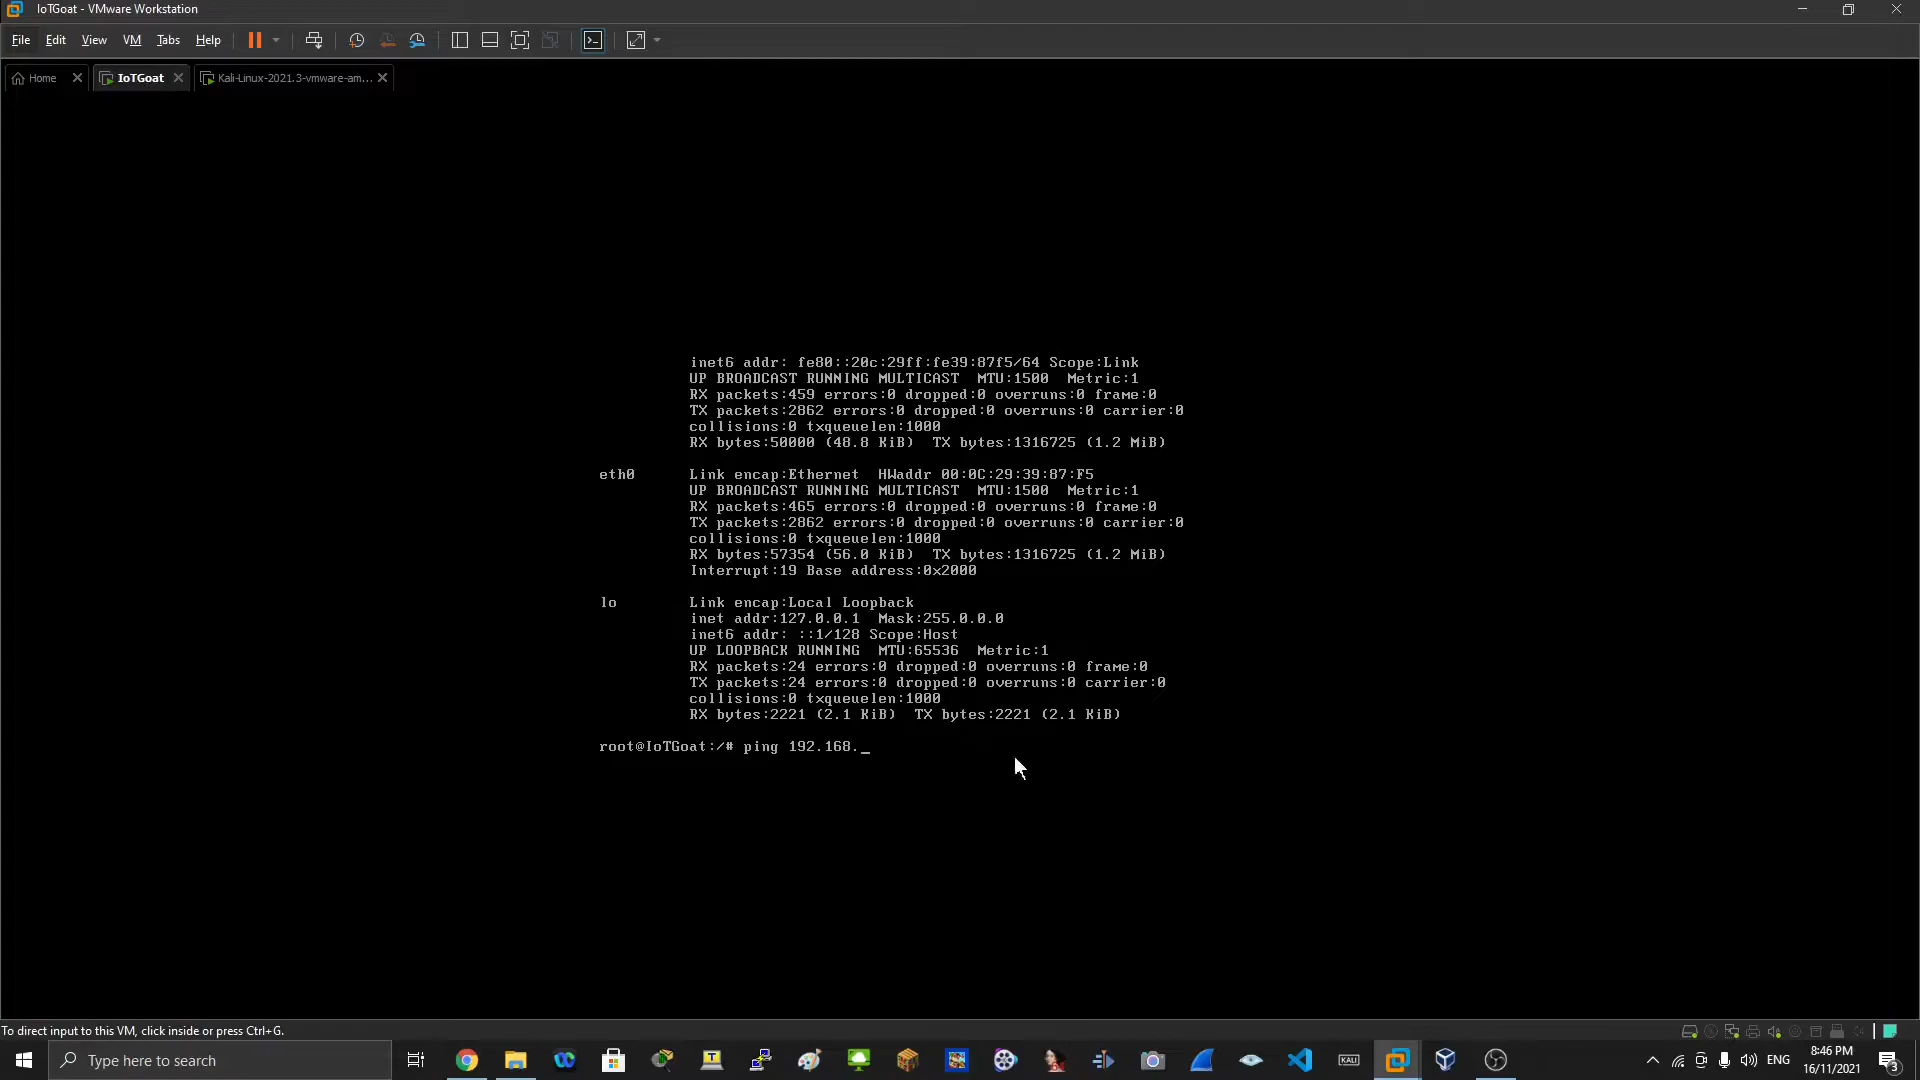 IoTGoat - VMware Workstation
File Edit View VM Tabs Help
Home IoTGoat Kali-Linux-2021.3-vmware-am...
inet6 addr: fe80::20c:29ff:fe39:87f5/64 Scope:Link
UP BROADCAST RUNNING MULTICAST MTU:1500 Metric:1
RX packets:459 errors:0 dropped:0 overruns:0 frame:0
TX packets:2862 errors:0 dropped:0 overruns:0 carrier:0
collisions:0 txqueuelen:1000
RX bytes:50000 (48.8 KiB) TX bytes:1316725 (1.2 MiB)
eth0 Link encap:Ethernet HWaddr 00:0C:29:39:87:F5
UP BROADCAST RUNNING MULTICAST MTU:1500 Metric:1
RX packets:465 errors:0 dropped:0 overruns:0 frame:0
TX packets:2862 errors:0 dropped:0 overruns:0 carrier:0
collisions:0 txqueuelen:1000
RX bytes:57354 (56.0 KiB) TX bytes:1316725 (1.2 MiB)
Interrupt:19 Base address:0x2000
lo Link encap:Local Loopback
inet addr:127.0.0.1 Mask:255.0.0.0
inet6 addr: ::1/128 Scope:Host
UP LOOPBACK RUNNING MTU:65536 Metric:1
RX packets:24 errors:0 dropped:0 overruns:0 frame:0
TX packets:24 errors:0 dropped:0 overruns:0 carrier:0
collisions:0 txqueuelen:1000
RX bytes:2221 (2.1 KiB) TX bytes:2221 (2.1 KiB)
root@IoTGoat:/# ping 192.168._
To direct input to this VM, click inside or press Ctrl+G.
Type here to search
KALI
ENG
8:46 PM
16/11/2021
3